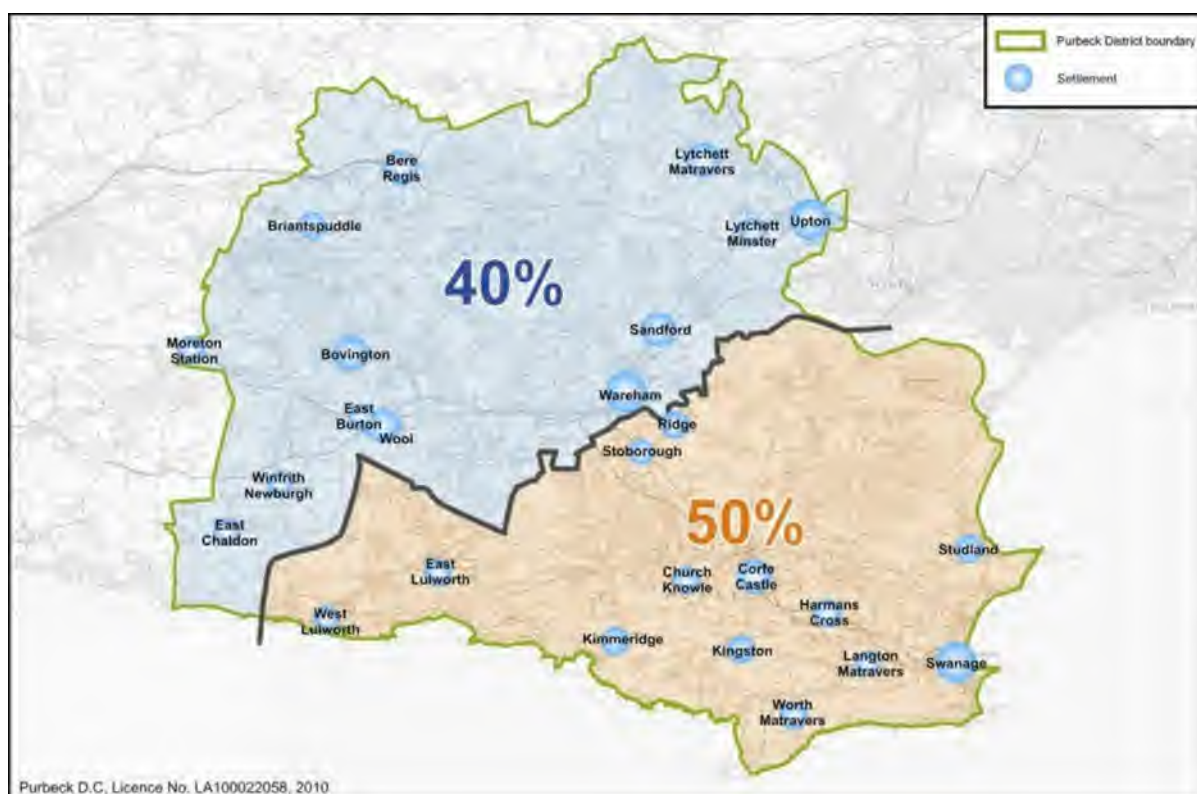 Purbeck District boundary
Settlement
Bere
Regis
Lytchett
Matravers
Briantspuddle
Lytchett
Minster
Upton
40%
Sandford
Moreton
Station
Bovington
Wareham
East
Burton
Wool
Ridge
Stoborough
Winfrith
Newburgh
50%
East
Chaldon
Studland
East
Lulworth
Church
Knowle
Corfe
Castle
Harmans
Cross
West
Lulworth
Kimmeridge
Kingston
Langton
Matravers
Swanage
Worth
Matravers
Purbeck D.C, Licence No. LA100022058, 2010